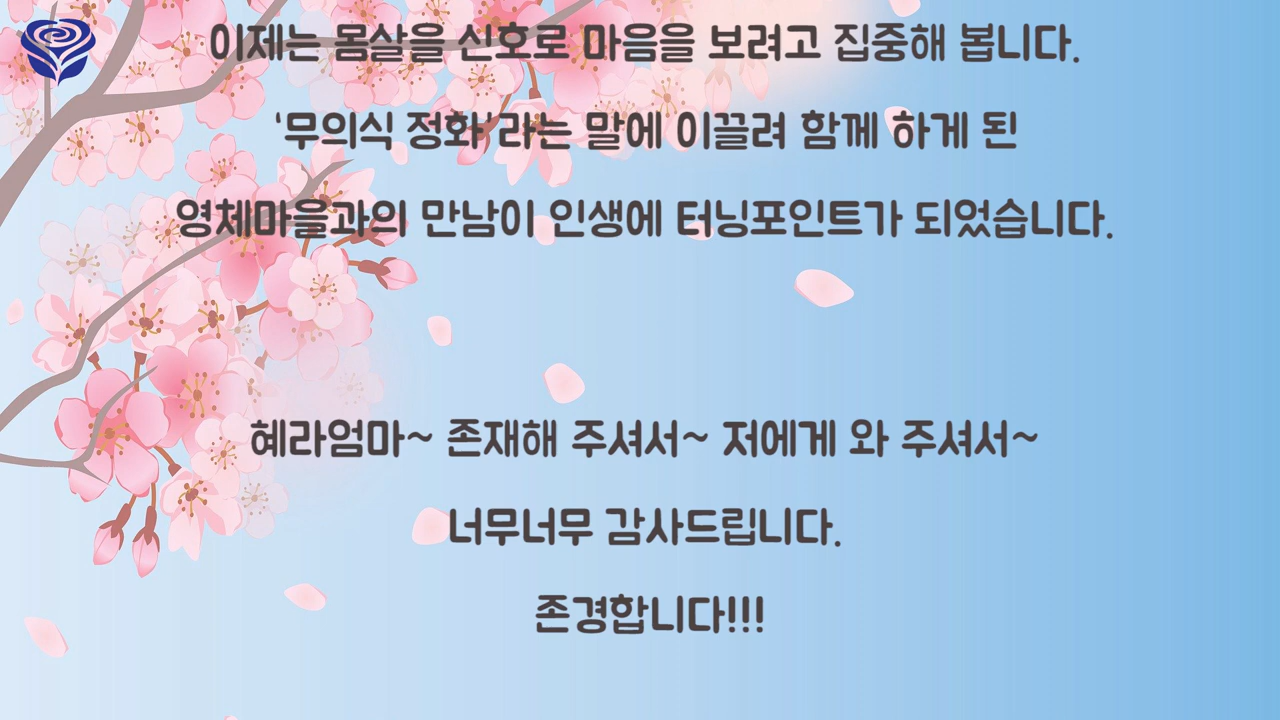 이제는 몸살을 신호로 마음을 보려고 집중해 봅니다.
‘무의식 정화’라는 말에 이끌려 함께 하게 된
영체마을과의 만남이 인생에 터닝포인트가 되었습니다.
혜라엄마~ 존재해 주셔서~ 저에게 와 주셔서~
너무너무 감사드립니다.
존경합니다!!!